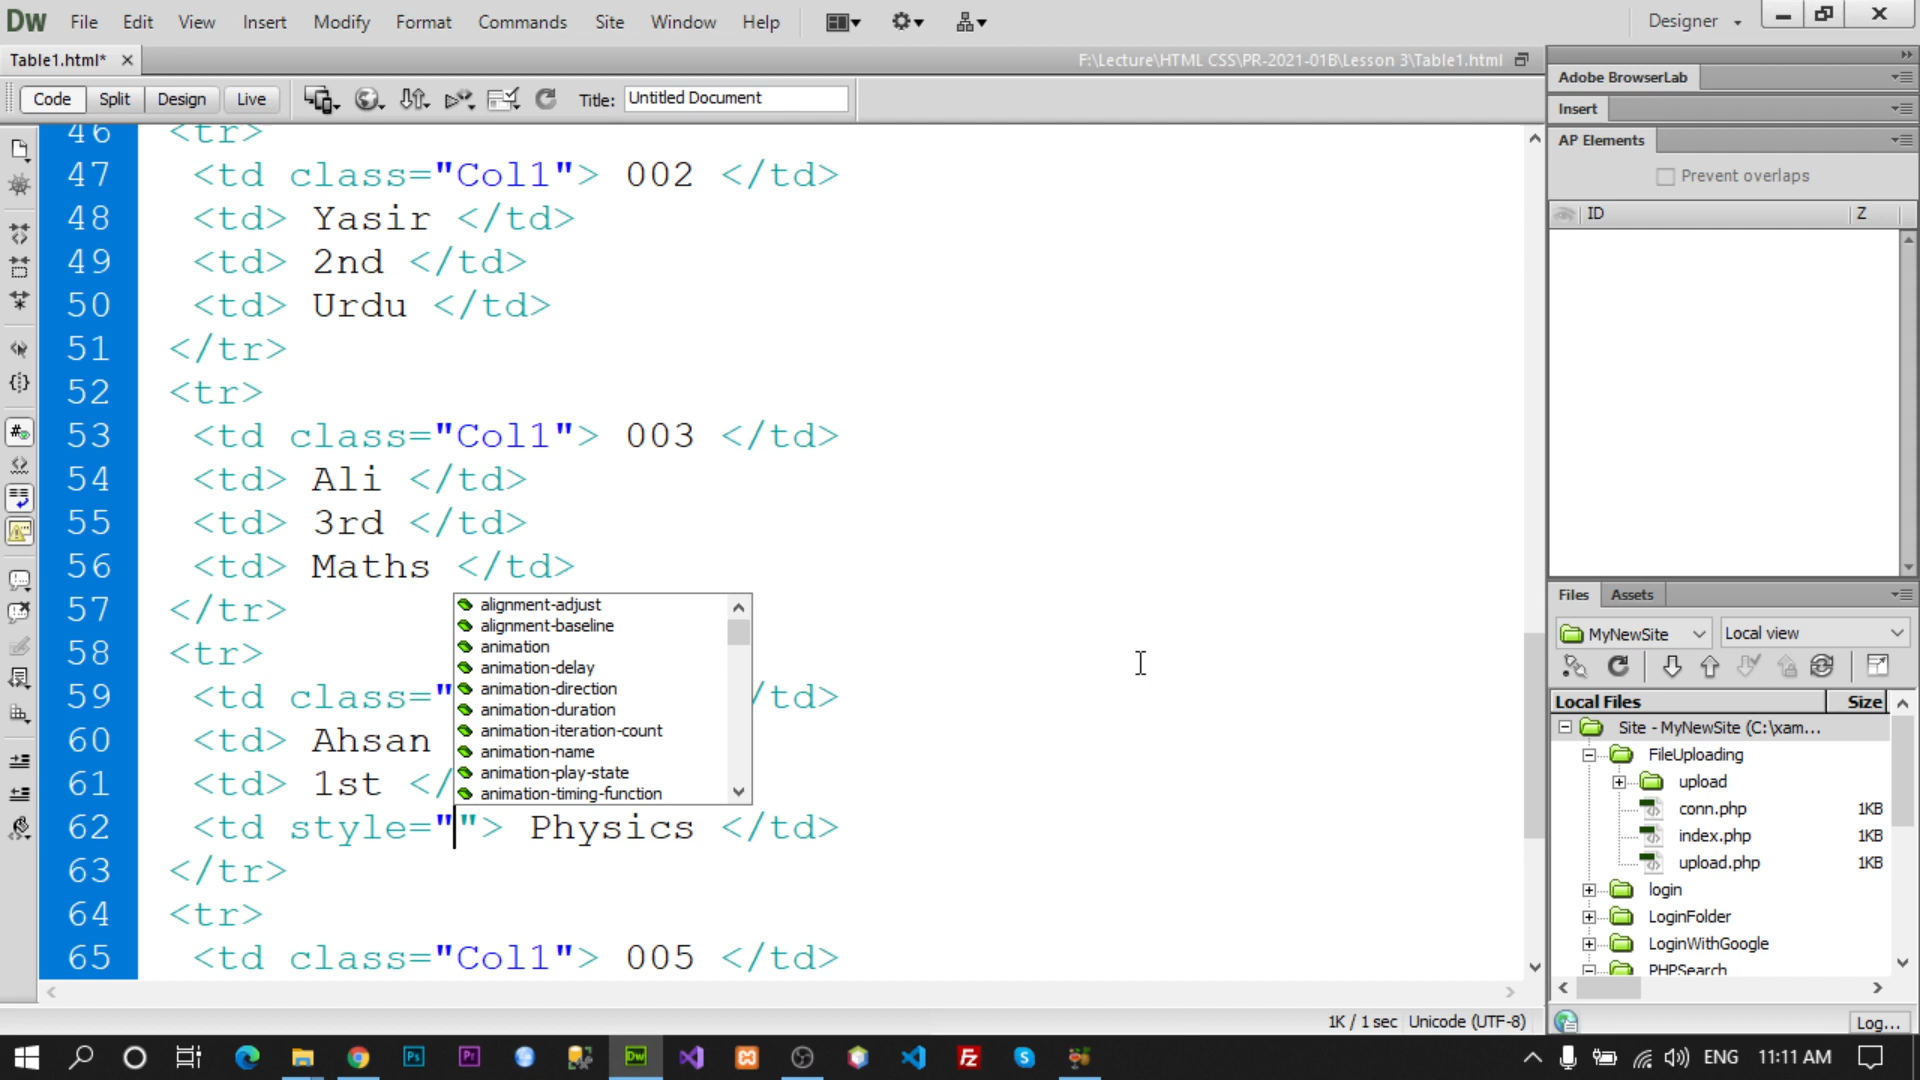 Dw File Edit View Insert Modify Format Commands Site Window Help Designer
Table1.html* F:\Lecture\HTML CSS\PR-2021-01B\Lesson 3\Table1.html
Code Split Design Live Title: Untitled Document
46 <tr>
47 <td class="Col1"> 002 </td>
48 <td> Yasir </td>
49 <td> 2nd </td>
50 <td> Urdu </td>
51 </tr>
52 <tr>
53 <td class="Col1"> 003 </td>
54 <td> Ali </td>
55 <td> 3rd </td>
56 <td> Maths </td>
57 </tr>
58 <tr>
59 <td class=" /td>
60 <td> Ahsan
61 <td> 1st </
62 <td style=""> Physics </td>
63 </tr>
64 <tr>
65 <td class="Col1"> 005 </td>
alignment-adjust
alignment-baseline
animation
animation-delay
animation-direction
animation-duration
animation-iteration-count
animation-name
animation-play-state
animation-timing-function
1K / 1 sec Unicode (UTF-8)
Adobe BrowserLab
Insert
AP Elements
Prevent overlaps
ID Z
Files Assets
MyNewSite Local view
Local Files Size
Site - MyNewSite (C:\xam...
FileUploading
upload
conn.php 1KB
index.php 1KB
upload.php 1KB
login
LoginFolder
LoginWithGoogle
PHPSearch
Log...
Ps Pr Dw Fz ENG 11:11 AM